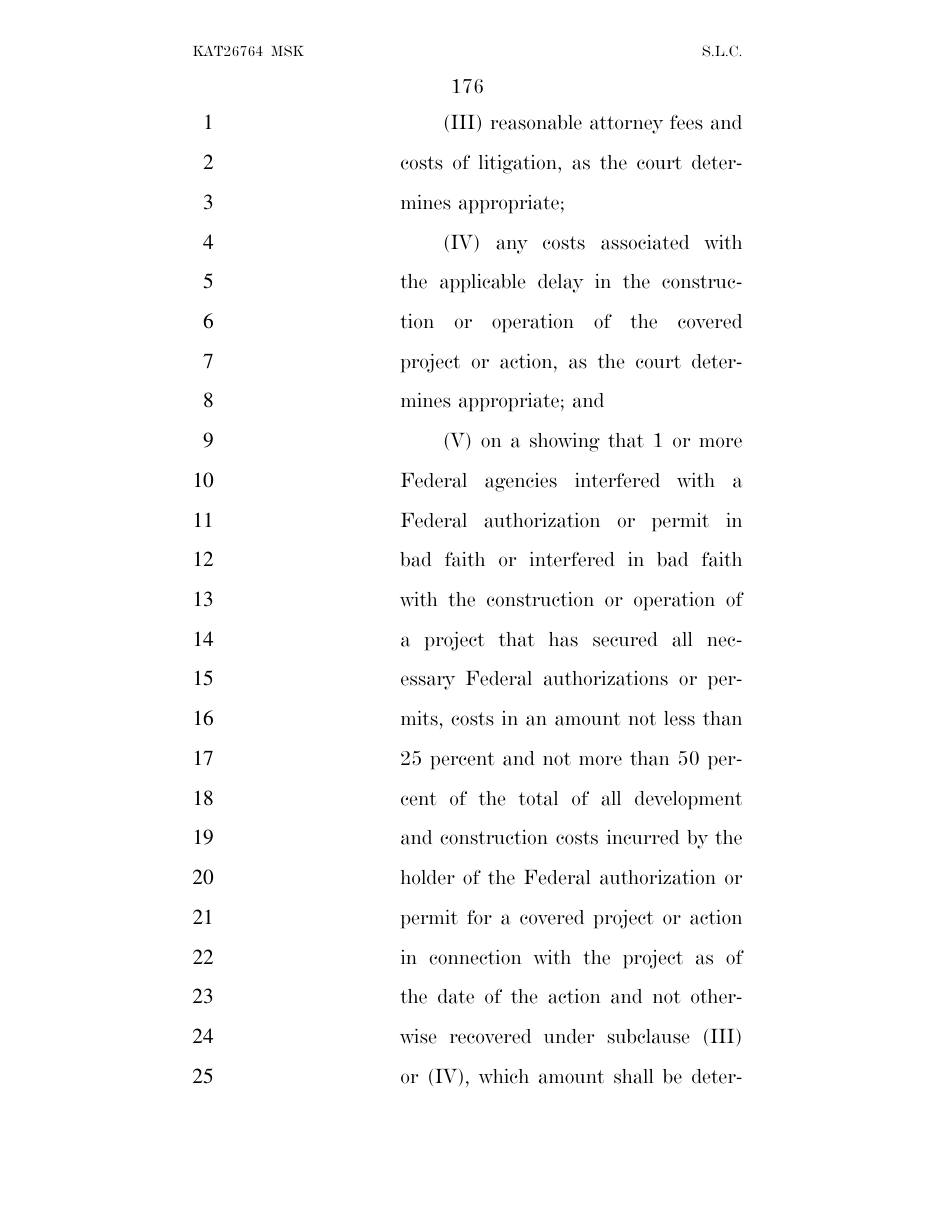 KAT26764 MSK S.L.C.
176
1 (III) reasonable attorney fees and
2 costs of litigation, as the court deter-
3 mines appropriate;
4 (IV) any costs associated with
5 the applicable delay in the construc-
6 tion or operation of the covered
7 project or action, as the court deter-
8 mines appropriate; and
9 (V) on a showing that 1 or more
10 Federal agencies interfered with a
11 Federal authorization or permit in
12 bad faith or interfered in bad faith
13 with the construction or operation of
14 a project that has secured all nec-
15 essary Federal authorizations or per-
16 mits, costs in an amount not less than
17 25 percent and not more than 50 per-
18 cent of the total of all development
19 and construction costs incurred by the
20 holder of the Federal authorization or
21 permit for a covered project or action
22 in connection with the project as of
23 the date of the action and not other-
24 wise recovered under subclause (III)
25 or (IV), which amount shall be deter-